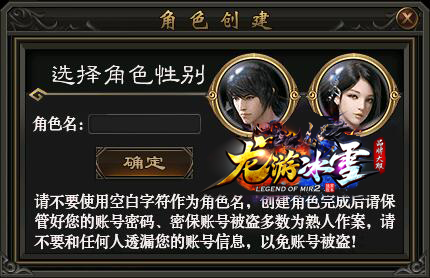 角色创建
选择角色性别
角色名：
确定
龙游冰雪
品牌大服
LEGEND OF MIR2
请不要使用空白字符作为角色名，创建角色完成后请保
管好您的账号密码、密保账号被盗多数为熟人作案，请
不要和任何人透漏您的账号信息，以免账号被盗!